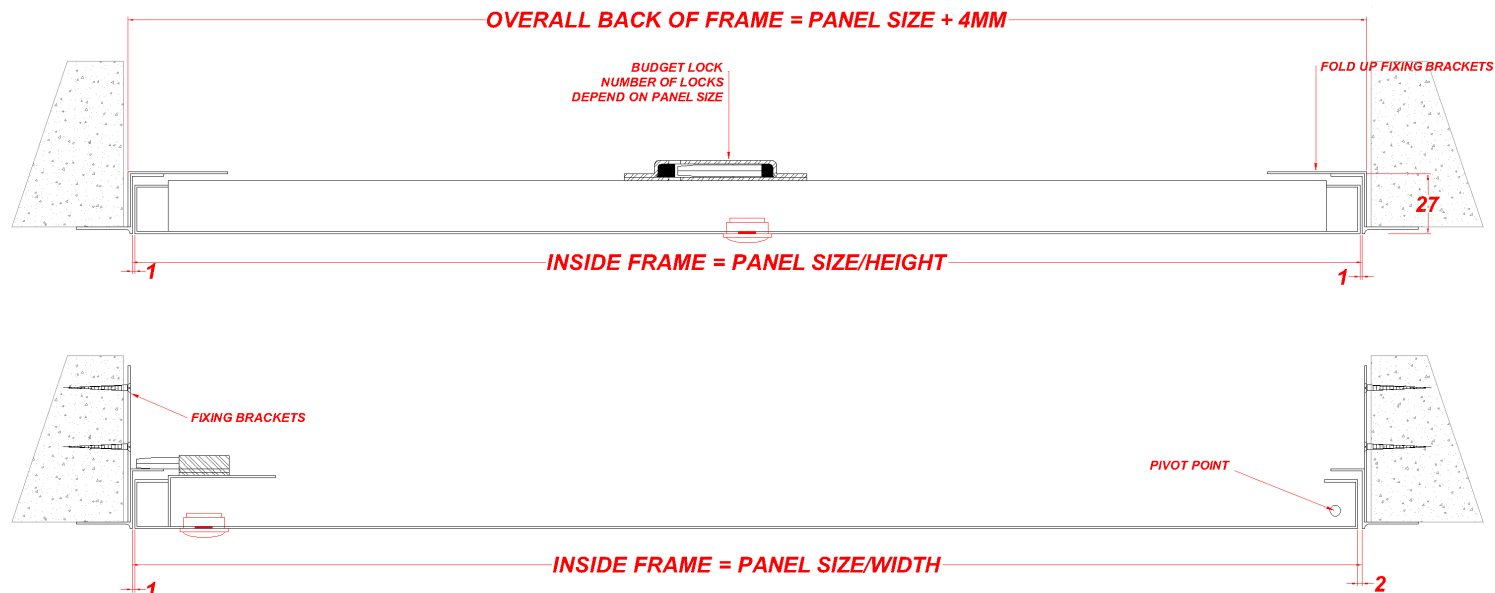 OVERALL BACK OF FRAME = PANEL SIZE + 4MM
BUDGET LOCK
NUMBER OF LOCKS
DEPEND ON PANEL SIZE
FOLD UP FIXING BRACKETS
27
INSIDE FRAME = PANEL SIZE/HEIGHT
1
1
FIXING BRACKETS
PIVOT POINT
INSIDE FRAME = PANEL SIZE/WIDTH
1
2